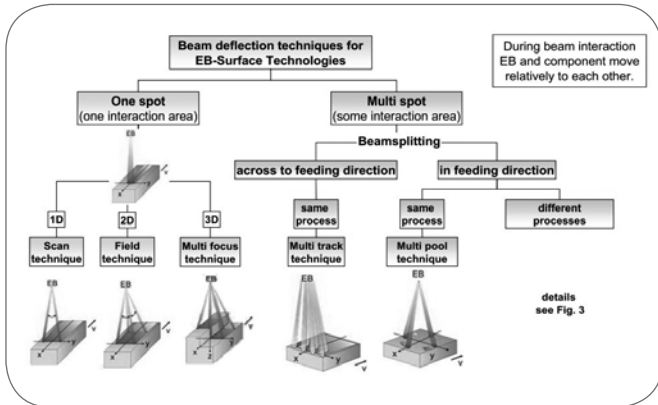 Beam deflection techniques for
EB-Surface Technologies
During beam interaction
EB and component move
relatively to each other.
One spot
(one interaction area)
Multi spot
(some interaction area)
EB
x
y
v
Beamsplitting
across to feeding direction
in feeding direction
1D
2D
3D
same
process
same
process
different
processes
Scan
technique
Field
technique
Multi focus
technique
Multi track
technique
Multi pool
technique
EB
x
y
v
EB
x
y
v
EB
x
y
z
v
EB
x
y
v
EB
x
y
v
details
see Fig. 3